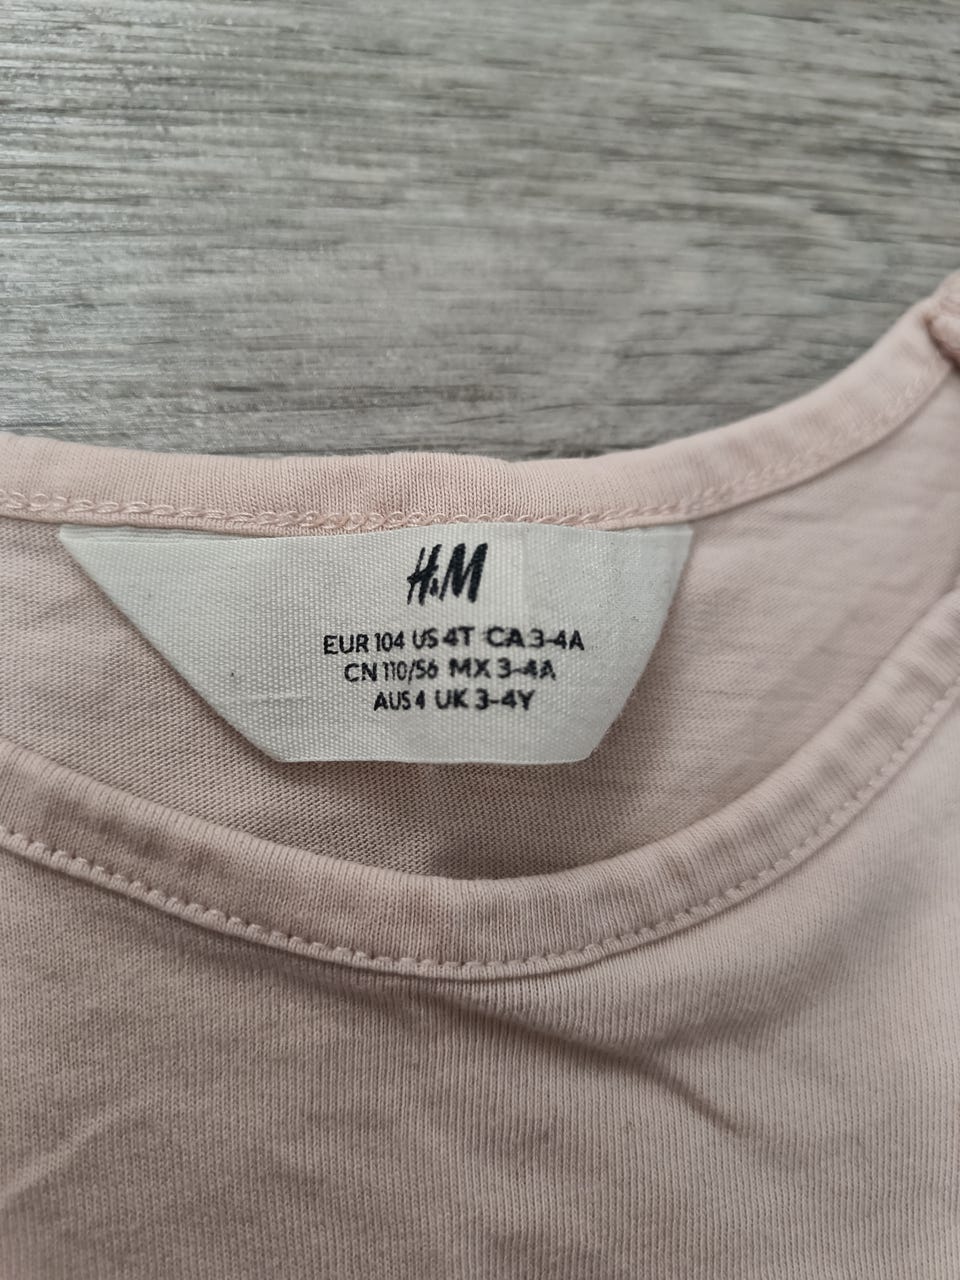 H&M
EUR 104 US 4T CA 3-4A
CN 110/56 MX 3-4A
AUS 4 UK 3-4Y